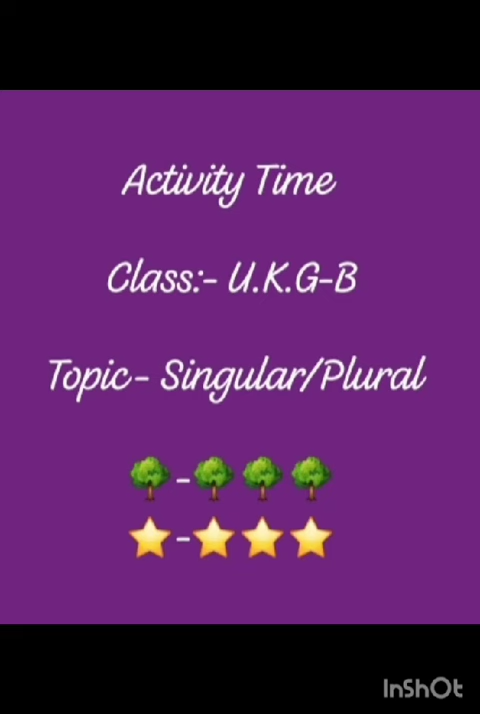 Activity Time
Class:- U.K.G-B
Topic- Singular/Plural
🌳-🌳🌳🌳
⭐-⭐⭐⭐
InShOt